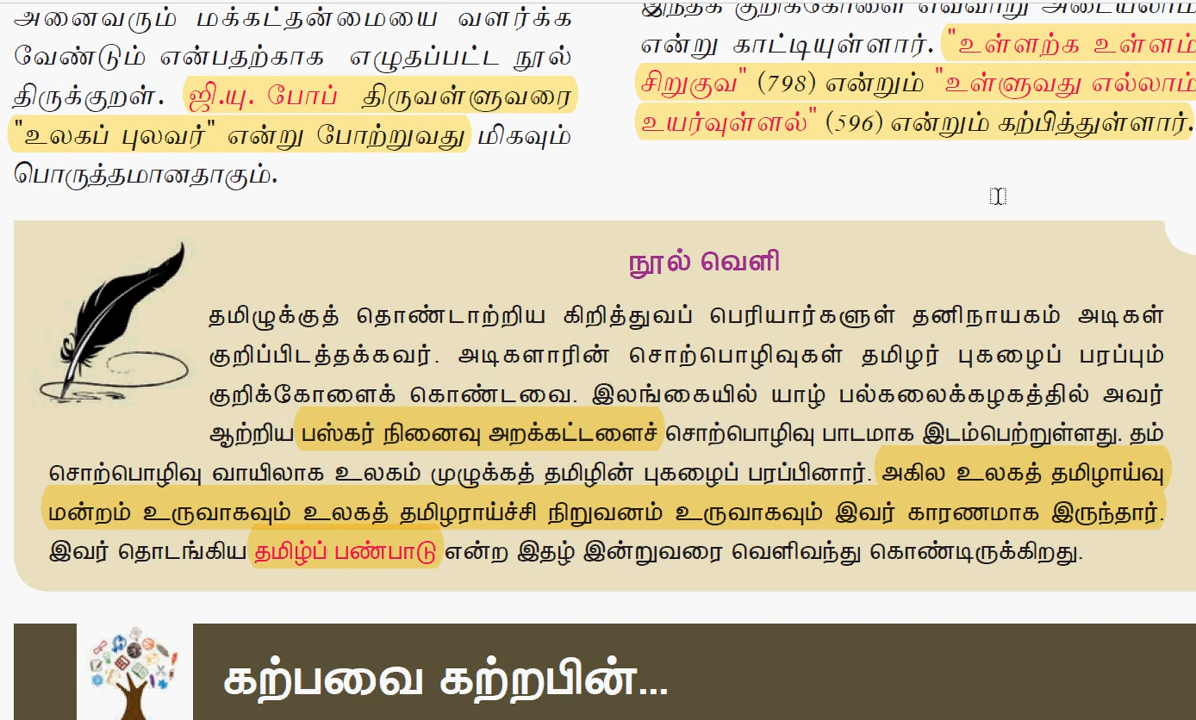 அனைவரும் மக்கட்தன்மையை வளர்க்க
வேண்டும் என்பதற்காக எழுதப்பட்ட நூல்
திருக்குறள். ஜி.யு. போப் திருவள்ளுவரை
"உலகப் புலவர்" என்று போற்றுவது மிகவும்
பொருத்தமானதாகும்.
இந்தக் குறிக்கோளை எவ்வாறு அடையலாம்
என்று காட்டியுள்ளார். "உள்ளற்க உள்ளம்
சிறுகுவ" (798) என்றும் "உள்ளுவது எல்லாம்
உயர்வுள்ளல்" (596) என்றும் கற்பித்துள்ளார்.
நூல் வெளி
தமிழுக்குத் தொண்டாற்றிய கிறித்துவப் பெரியார்களுள் தனிநாயகம் அடிகள்
குறிப்பிடத்தக்கவர். அடிகளாரின் சொற்பொழிவுகள் தமிழர் புகழைப் பரப்பும்
குறிக்கோளைக் கொண்டவை. இலங்கையில் யாழ் பல்கலைக்கழகத்தில் அவர்
ஆற்றிய பஸ்கர் நினைவு அறக்கட்டளைச் சொற்பொழிவு பாடமாக இடம்பெற்றுள்ளது. தம்
சொற்பொழிவு வாயிலாக உலகம் முழுக்கத் தமிழின் புகழைப் பரப்பினார். அகில உலகத் தமிழாய்வு
மன்றம் உருவாகவும் உலகத் தமிழராய்ச்சி நிறுவனம் உருவாகவும் இவர் காரணமாக இருந்தார்.
இவர் தொடங்கிய தமிழ்ப் பண்பாடு என்ற இதழ் இன்றுவரை வெளிவந்து கொண்டிருக்கிறது.
கற்பவை கற்றபின்...